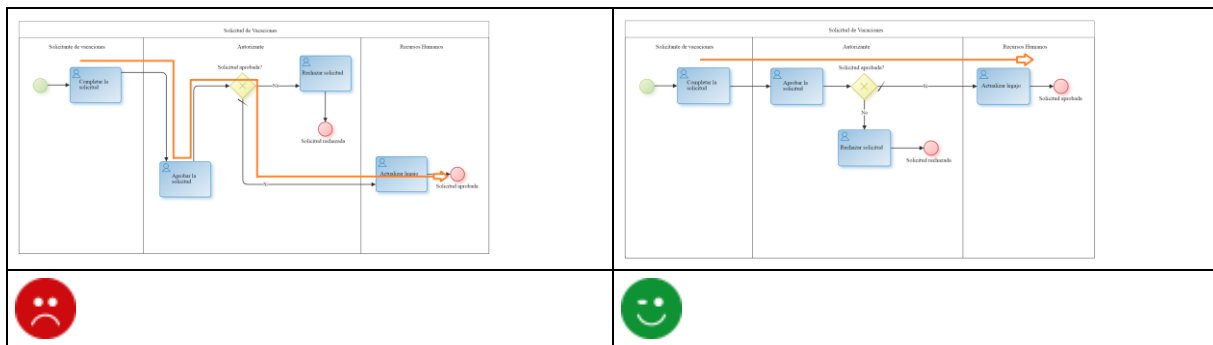 Solicitud de Vacaciones
Solicitante de vacaciones
Autorizante
Recursos Humanos
Solicitud aprobada?
Completar la
solicitud
Rechazar solicitud
No
Solicitud rechazada
Aprobar la
solicitud
Actualizar legajo
Si
Solicitud aprobada
Solicitud de Vacaciones
Solicitante de vacaciones
Autorizante
Recursos Humanos
Solicitud aprobada?
Completar la
solicitud
Aprobar la
solicitud
Si
Actualizar legajo
Solicitud aprobada
No
Rechazar solicitud
Solicitud rechazada